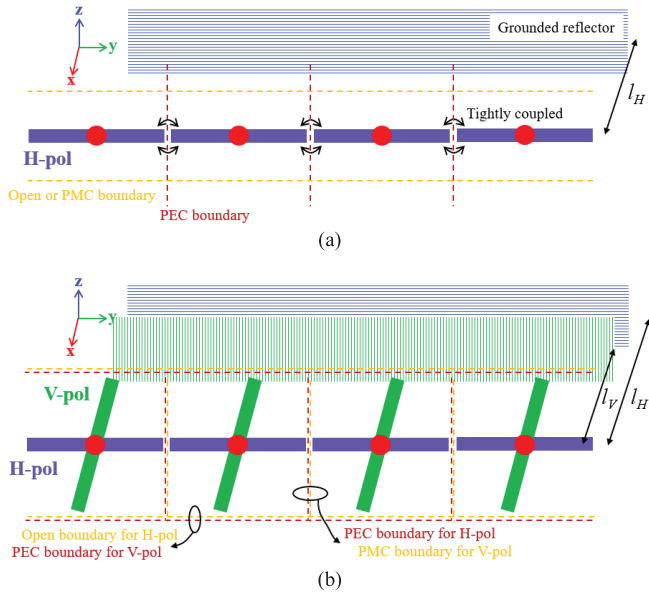 z
y
x
Grounded reflector
l_H
Tightly coupled
H-pol
Open or PMC boundary
PEC boundary
(a)
z
y
x
V-pol
l_V
l_H
H-pol
Open boundary for H-pol
PEC boundary for V-pol
PEC boundary for H-pol
PMC boundary for V-pol
(b)